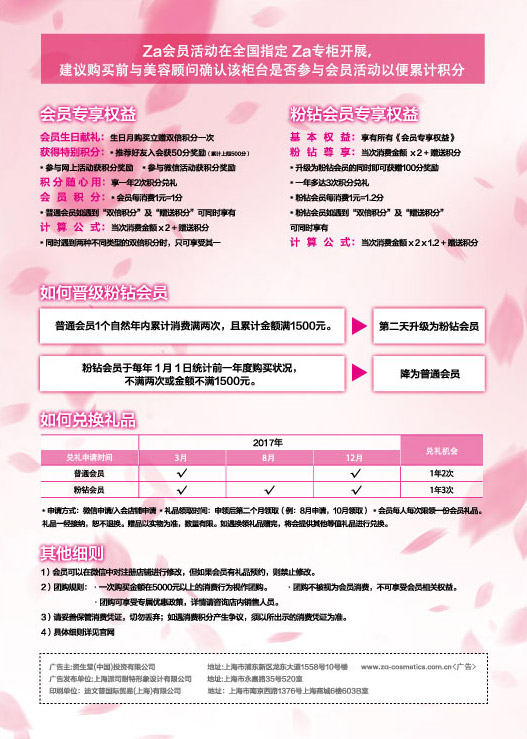 Za会员活动在全国指定 Za专柜开展，
建议购买前与美容顾问确认该柜台是否参与会员活动以便累计积分
会员专享权益
会员生日献礼：生日月购买立赠双倍积分一次
获得特别积分：·推荐好友入会获50分奖励（累计上限500分）
·参与网上活动获积分奖励 ·参与微信活动获积分奖励
积分随心用：享一年2次积分兑礼
会员积分：·会员每消费1元=1分
·普通会员如遇到“双倍积分”及“赠送积分”可同时享有
计算公式：当次消费金额 x 2 + 赠送积分
·同时遇到两种不同类型的双倍积分时，只可享其一
粉钻会员专享权益
基本权益：享有所有《会员专享权益》
粉钻尊享：当次消费金额 x 2 + 赠送积分
·升级为粉钻会员的同时即可获赠100分奖励
·一年多达3次积分兑礼
·粉钻会员每消费1元=1.2分
·粉钻会员如遇到“双倍积分”及“赠送积分”
可同时享有
计算公式：当次消费金额 x 2 x 1.2 + 赠送积分
如何晋级粉钻会员
普通会员1个自然年内累计消费满两次，且累计金额满1500元。
第二天升级为粉钻会员
粉钻会员于每年1月1日统计前一年度购买状况，
不满两次或金额不满1500元。
降为普通会员
如何兑换礼品
兑礼申请时间 2017年 兑礼机会
3月 8月 12月
普通会员 ✓ ✓ 1年2次
粉钻会员 ✓ ✓ ✓ 1年3次
·申请方式：微信申请/入会店铺申请 ·礼品领取时间：申领后第二个月领取（例：8月申请，10月领取）·会员每人每次限领一份会员礼品。
礼品一经接纳，恕不退换。赠品以实物为准，数量有限。如遇换领礼品赠完，将会提供其他等值礼品进行兑换。
其他细则
1）会员可以在微信中对注册店铺进行修改，但如果会员有礼品预约，则禁止修改。
2）团购规则：·一次购买金额在5000元以上的消费行为视作团购。 ·团购不被视为会员消费，不可享受会员相关权益。
·团购可享受专属优惠政策，详情请咨询店内销售人员。
3）请妥善保管消费凭证，切勿丢弃；如遇消费积分产生争议，须以所出示的消费凭证为准。
4）具体细则详见官网
广告主：资生堂(中国)投资有限公司 地址：上海市浦东新区龙东大道1558号10号楼 www.za-cosmetics.com.cn<广告>
广告发布单位：上海派司耐特形象设计有限公司 地址：上海市永嘉路35号520室
印刷单位：迪文普国际贸易(上海)有限公司 地址：上海市南京西路1376号上海商城6楼603B室